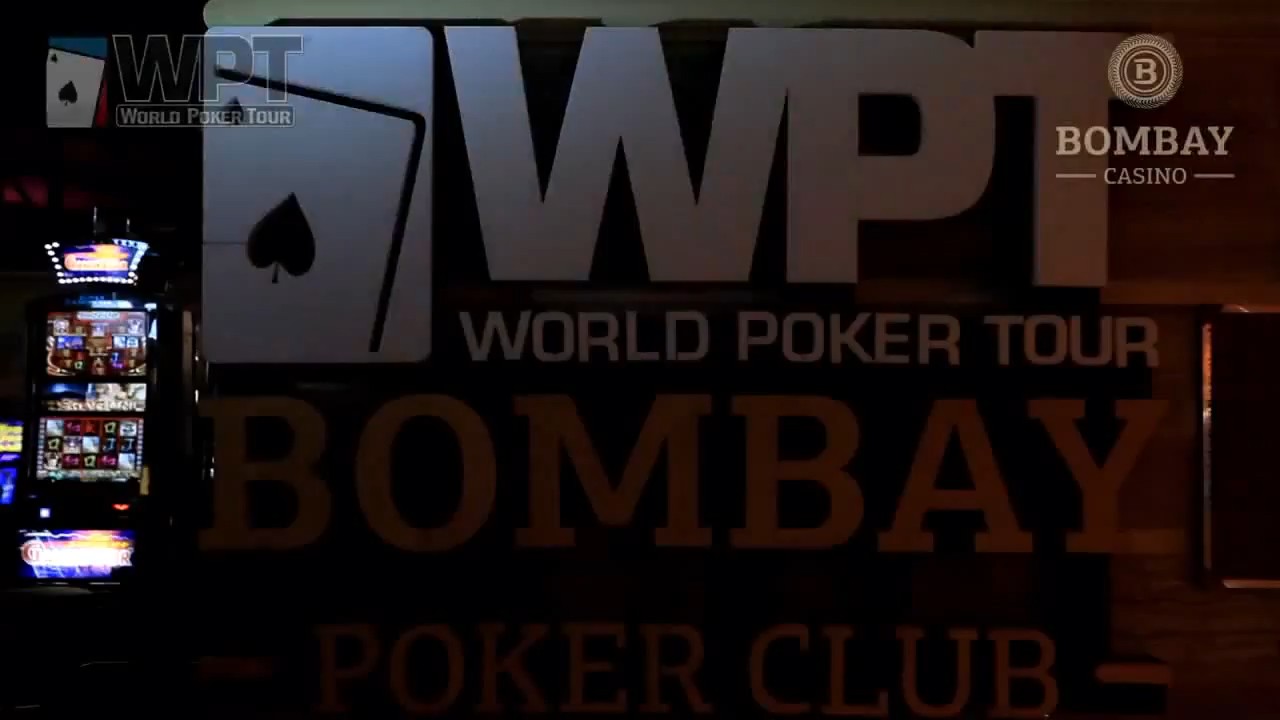 WPT
WORLD POKER TOUR
B
BOMBAY
CASINO
WPT
WORLD POKER TOUR
BOMBAY
POKER CLUB